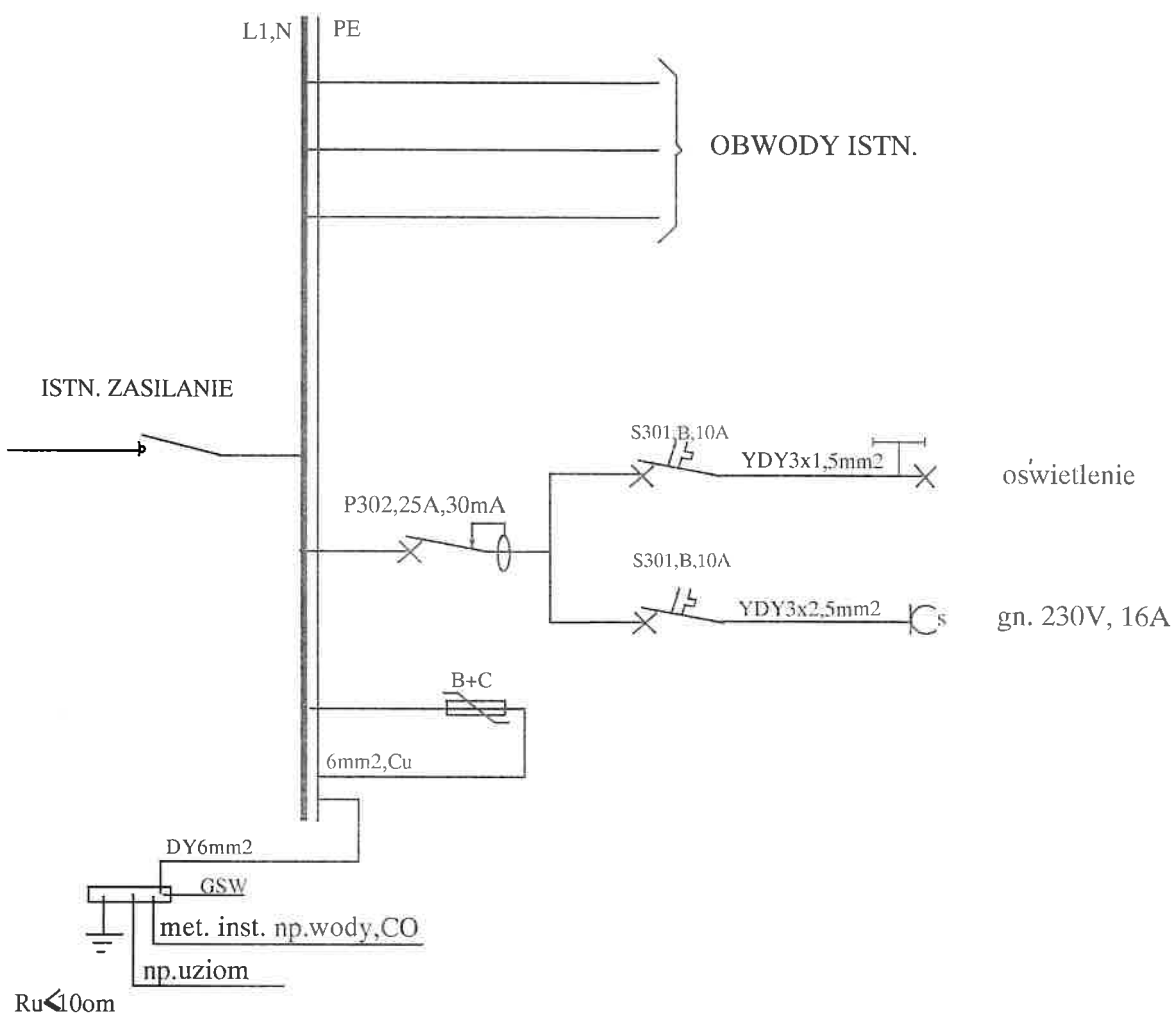 L1,N
PE
OBWODY ISTN.
ISTN. ZASILANIE
S301,B,10A
YDY3x1,5mm2
oświetlenie
P302,25A,30mA
S301,B,10A
YDY3x2,5mm2
s
gn. 230V, 16A
B+C
6mm2,Cu
DY6mm2
GSW
met. inst. np.wody,CO
np.uziom
Ru<10om